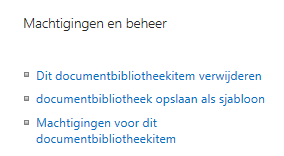 Machtigingen en beheer
Dit documentbibliotheekitem verwijderen
documentbibliotheek opslaan als sjabloon
Machtigingen voor dit
documentbibliotheekitem